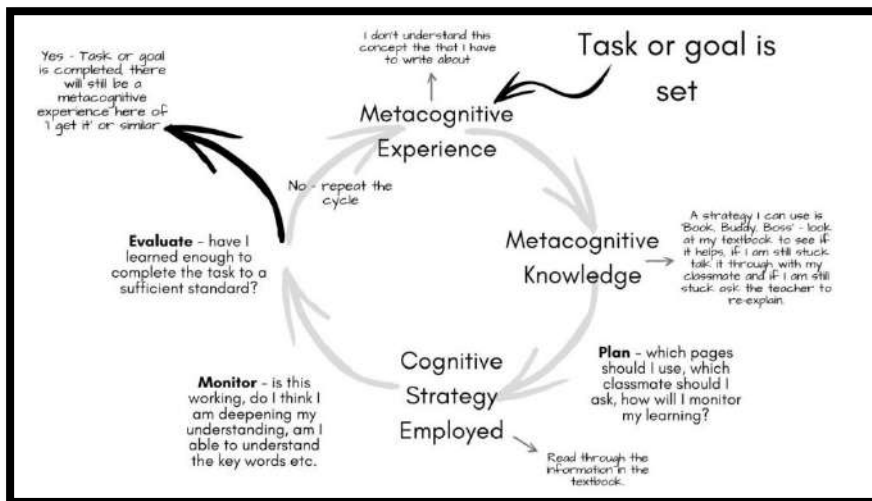 Task or goal is
set
I don't understand this
concept the that I have
to write about
Metacognitive
Experience
Metacognitive
Knowledge
A strategy I can use is
'Book, Buddy, Boss' - look
at my textbook to see if
it helps, if I am still stuck
talk it through with my
classmate and if I am still
stuck ask the teacher to
re-explain.
Plan - which pages
should I use, which
classmate should I
ask, how will I monitor
my learning?
Cognitive
Strategy
Employed
Read through the
information in the
textbook.
Monitor - is this
working, do I think I
am deepening my
understanding, am I
able to understand
the key words etc.
Evaluate - have I
learned enough to
complete the task to a
sufficient standard?
No - repeat the
cycle
Yes - Task or goal
is completed, there
will still be a
metacognitive
experience here of
'I get it' or similar